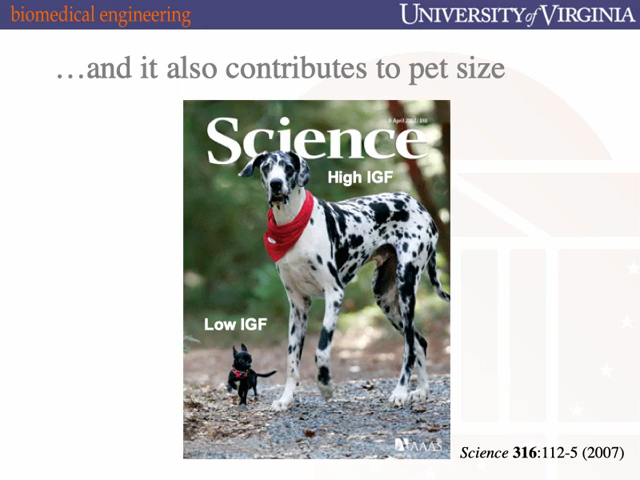 biomedical engineering
UNIVERSITY of VIRGINIA
…and it also contributes to pet size
Science
High IGF
Low IGF
AAAS
Science 316:112-5 (2007)